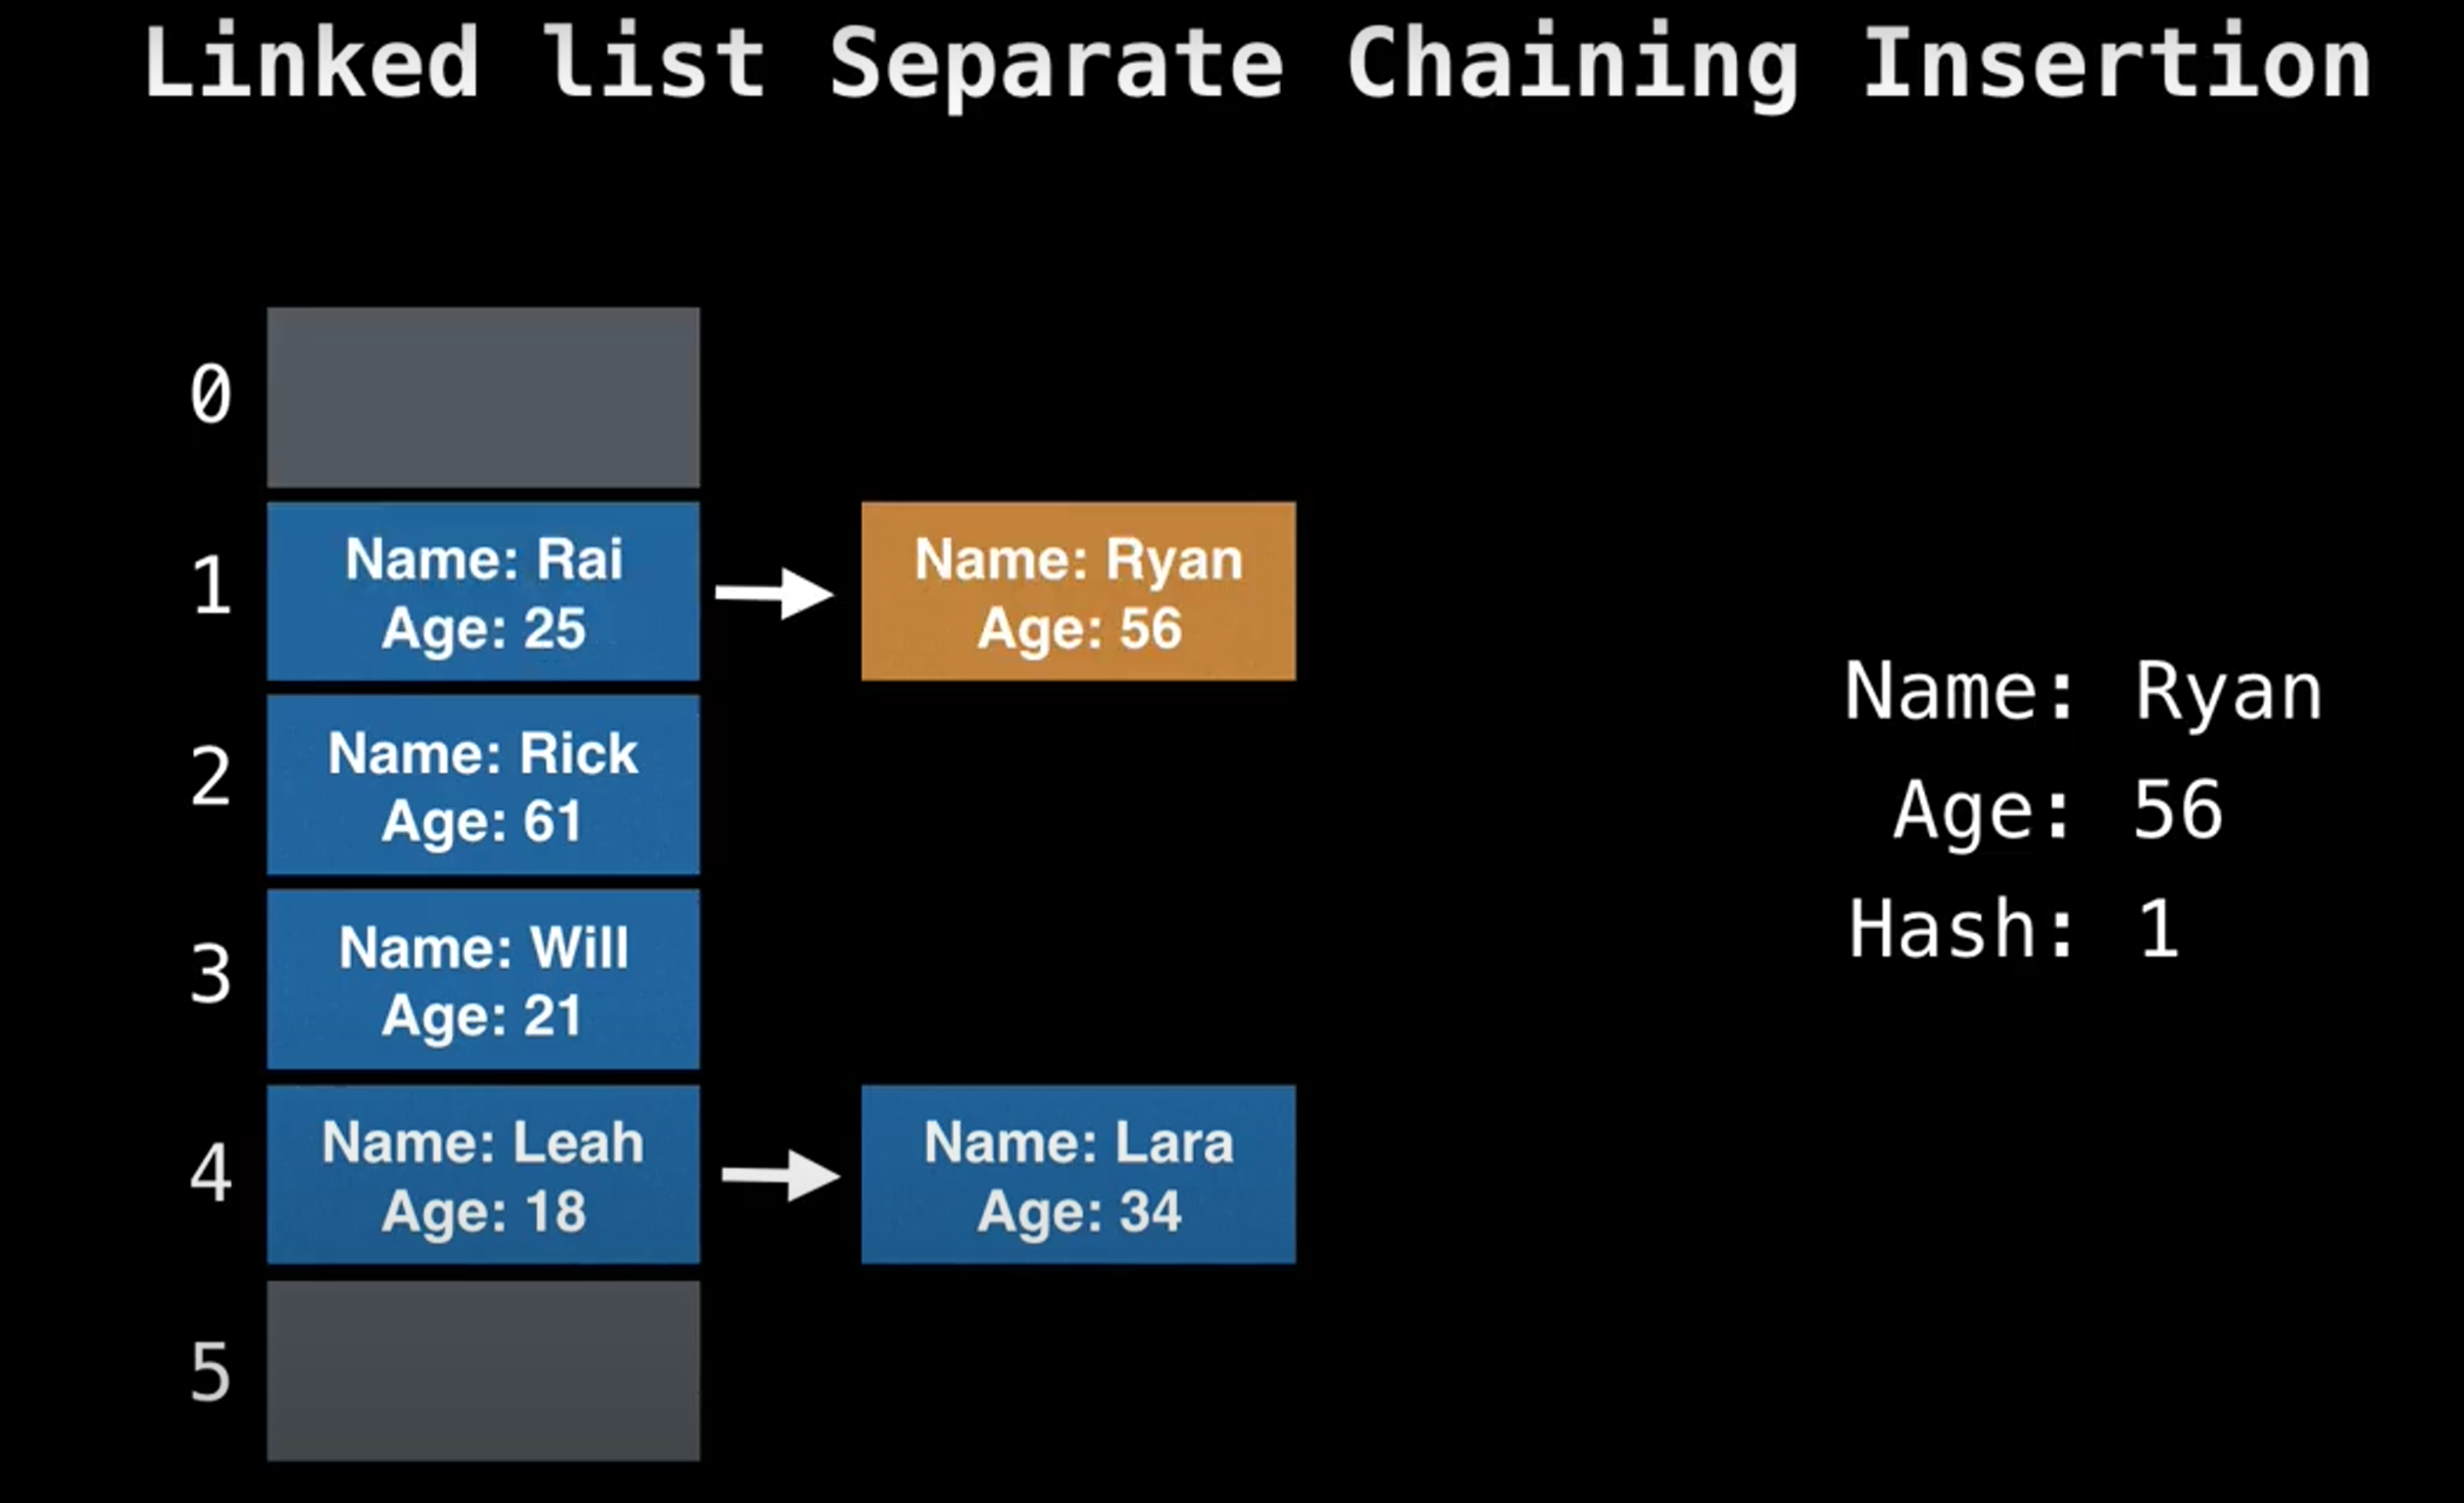 Linked list Separate Chaining Insertion
0
1
Name: Rai
Age: 25
Name: Ryan
Age: 56
2
Name: Rick
Age: 61
3
Name: Will
Age: 21
4
Name: Leah
Age: 18
Name: Lara
Age: 34
5
Name: Ryan
Age: 56
Hash: 1